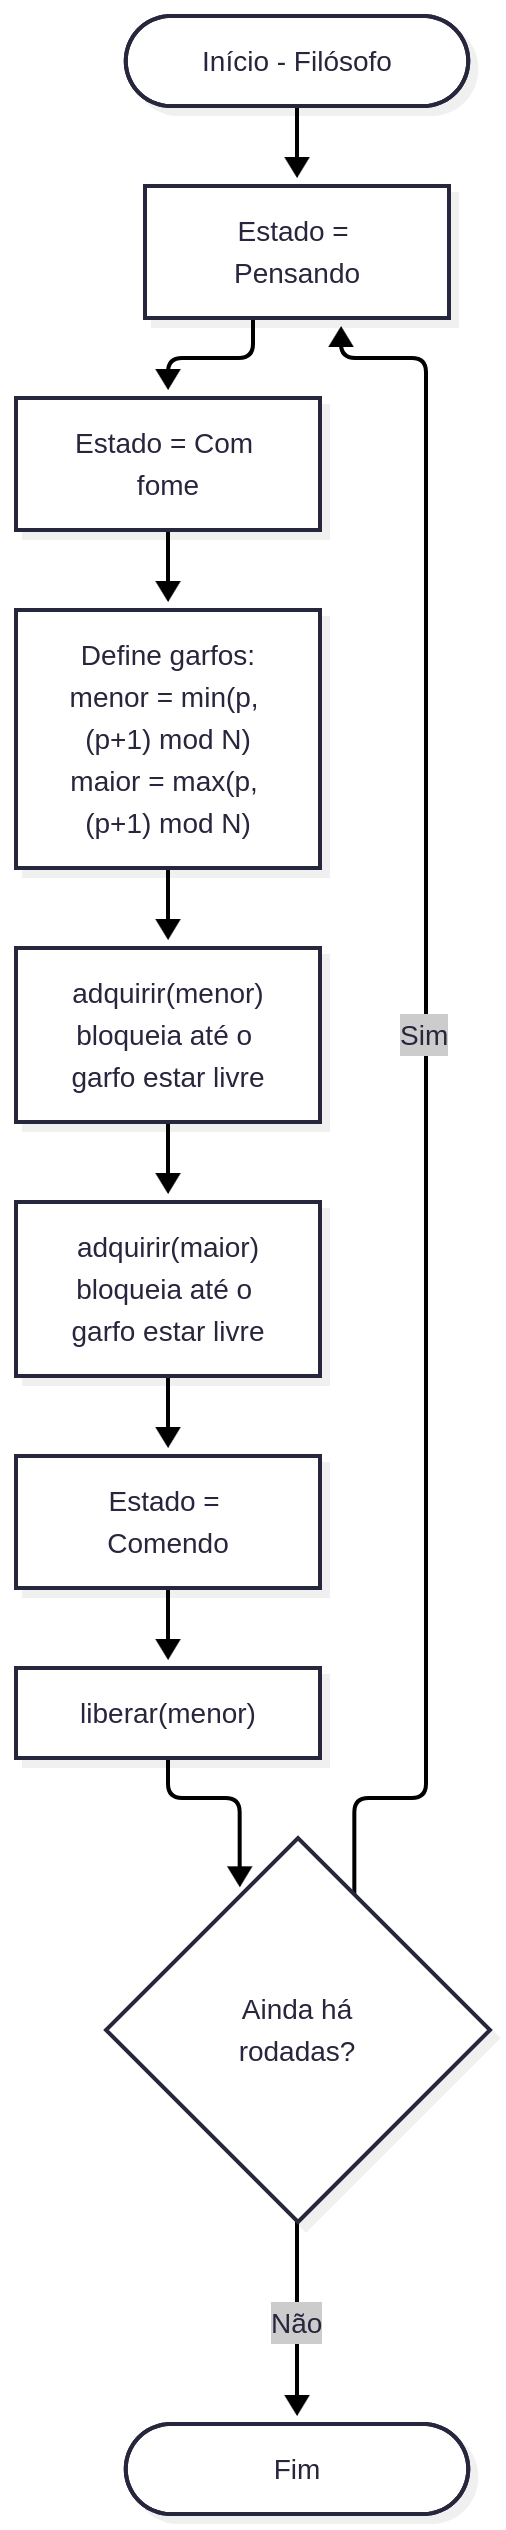 Início - Filósofo
Estado =
Pensando
Estado = Com
fome
Define garfos:
menor = min(p,
(p+1) mod N)
maior = max(p,
(p+1) mod N)
adquirir(menor)
bloqueia até o
garfo estar livre
Sim
adquirir(maior)
bloqueia até o
garfo estar livre
Estado =
Comendo
liberar(menor)
Ainda há
rodadas?
Não
Fim